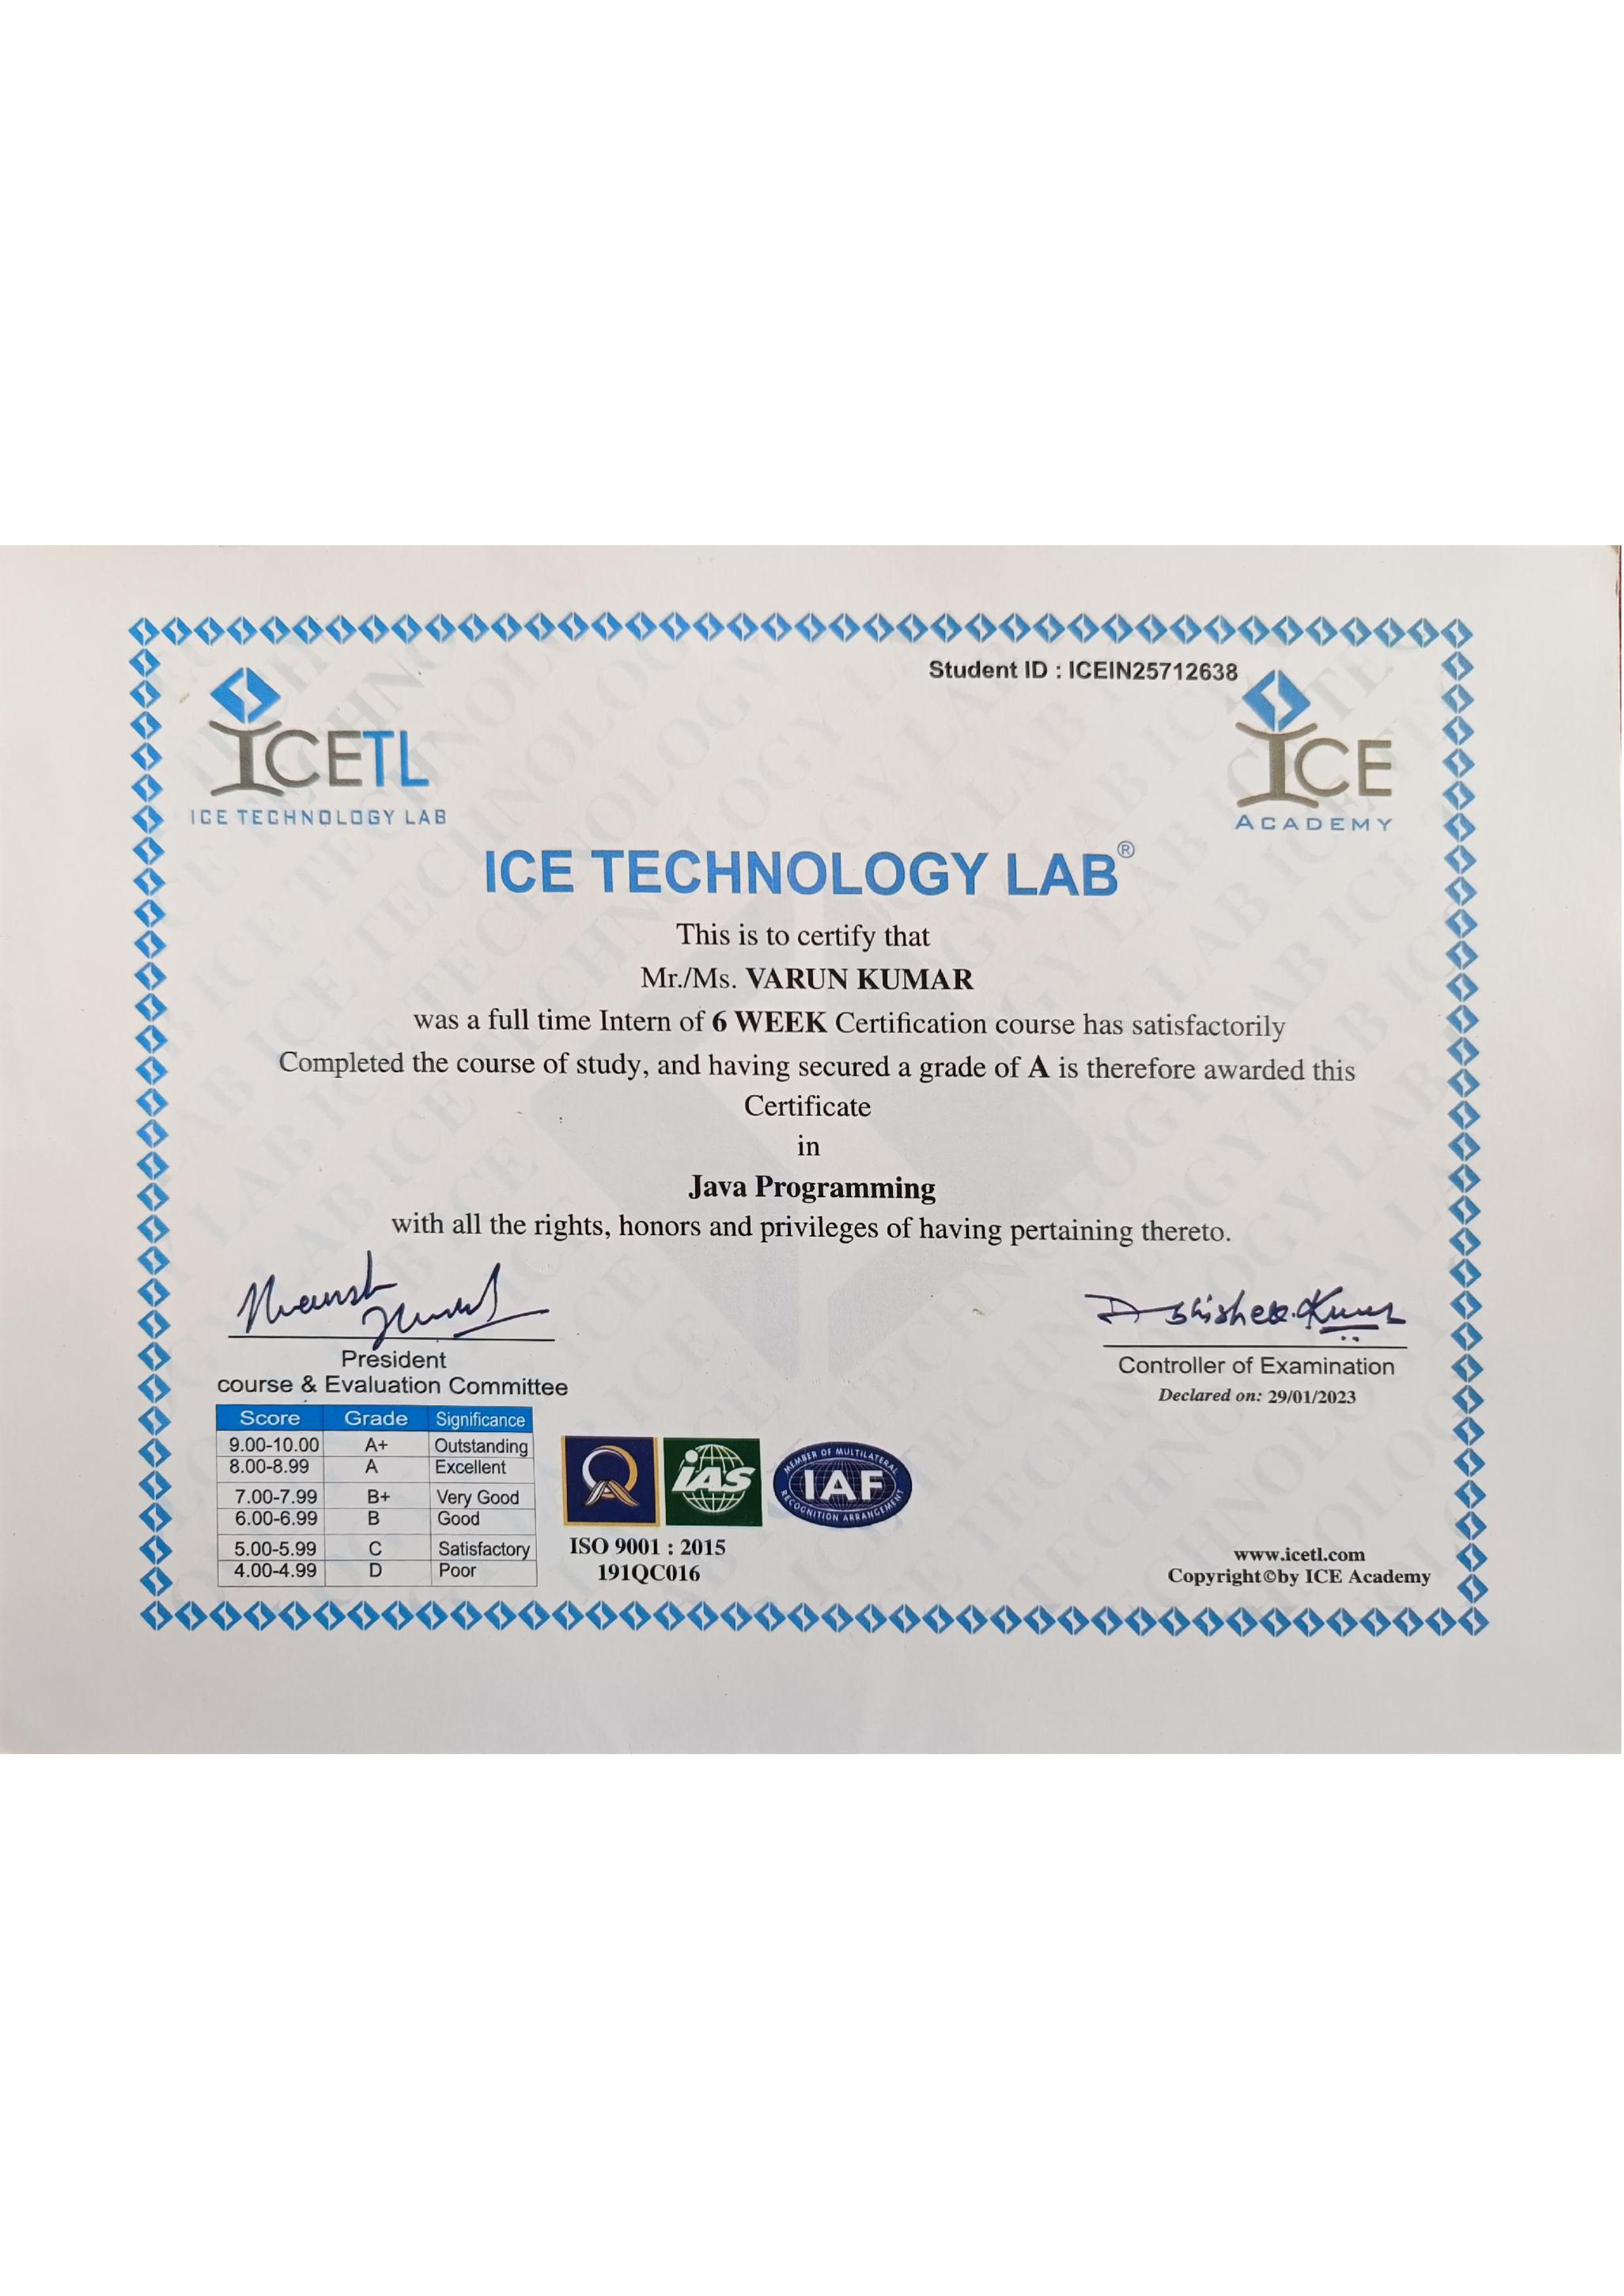 Student ID : ICEIN25712638
ICETL
ICE TECHNOLOGY LAB
ICE
ACADEMY
ICE TECHNOLOGY LAB®
This is to certify that
Mr./Ms. VARUN KUMAR
was a full time Intern of 6 WEEK Certification course has satisfactorily
Completed the course of study, and having secured a grade of A is therefore awarded this
Certificate
in
Java Programming
with all the rights, honors and privileges of having pertaining thereto.
President
course & Evaluation Committee
Controller of Examination
Declared on: 29/01/2023
Score Grade Significance
9.00-10.00 A+ Outstanding
8.00-8.99 A Excellent
7.00-7.99 B+ Very Good
6.00-6.99 B Good
5.00-5.99 C Satisfactory
4.00-4.99 D Poor
iAS
MEMBER OF MULTILATERAL
IAF
RECOGNITION ARRANGEMENT
ISO 9001 : 2015
191QC016
www.icetl.com
Copyright©by ICE Academy